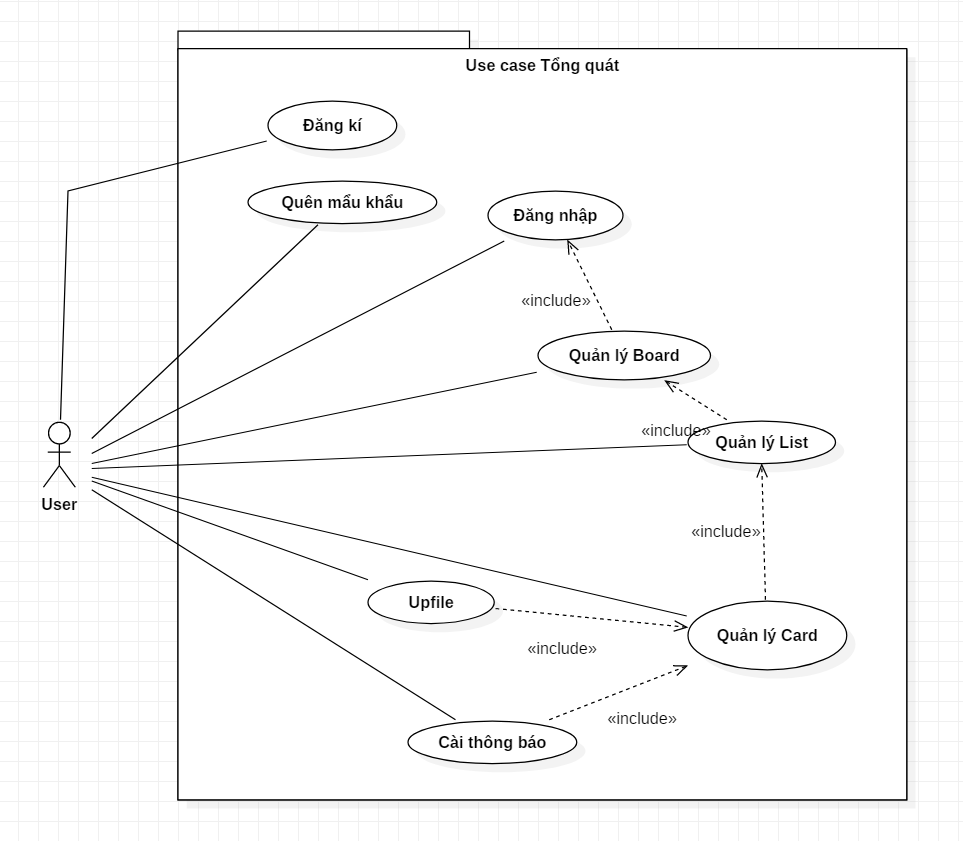 Use case Tổng quát
Đăng kí
Quên mẩu khẩu
Đăng nhập
«include»
Quản lý Board
«include»
Quản lý List
User
«include»
Upfile
Quản lý Card
«include»
«include»
Cài thông báo